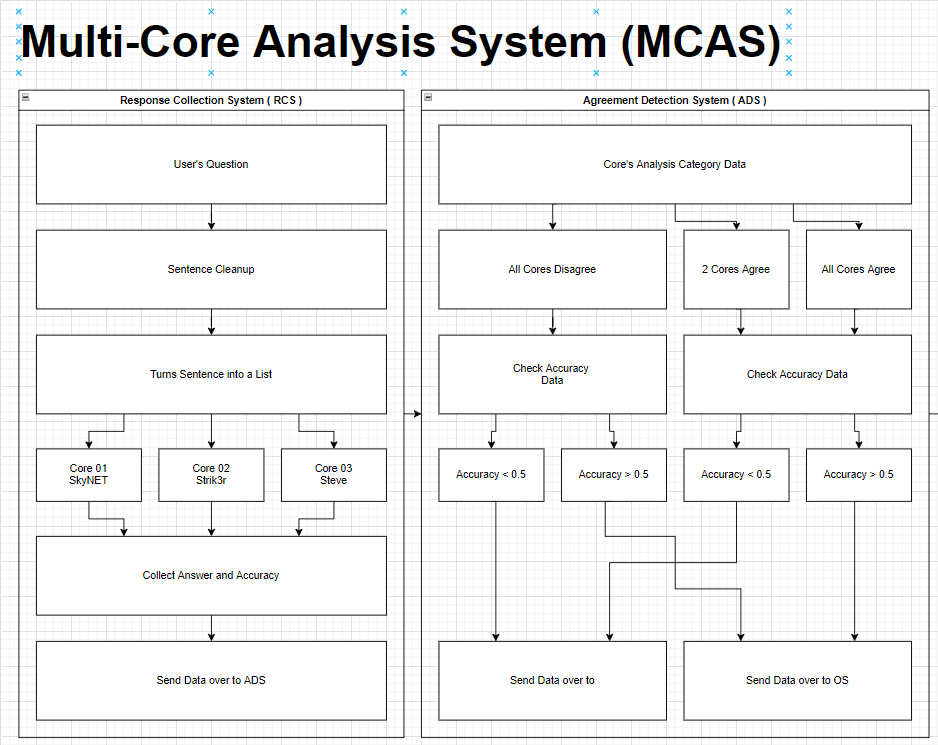 Multi-Core Analysis System (MCAS)
Response Collection System ( RCS )
User's Question
Sentence Cleanup
Turns Sentence into a List
Core 01
SkyNET
Core 02
Strik3r
Core 03
Steve
Collect Answer and Accuracy
Send Data over to ADS
Agreement Detection System ( ADS )
Core's Analysis Category Data
All Cores Disagree
2 Cores Agree
All Cores Agree
Check Accuracy
Data
Check Accuracy Data
Accuracy < 0.5
Accuracy > 0.5
Accuracy < 0.5
Accuracy > 0.5
Send Data over to
Send Data over to OS